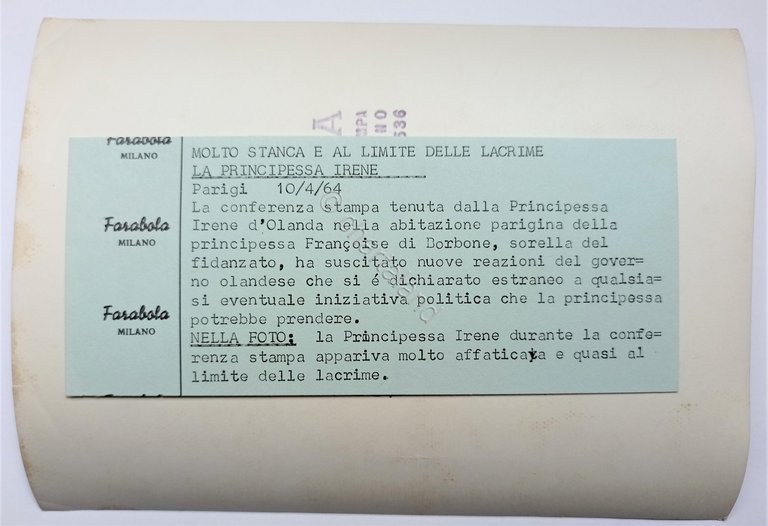 A
MPA
NO
536
Farabola
MILANO
Farabola
MILANO
Farabola
MILANO
MOLTO STANCA E AL LIMITE DELLE LACRIME
LA PRINCIPESSA IRENE
Parigi 10/4/64
La conferenza stampa tenuta dalla Principessa
Irene d'Olanda nella abitazione parigina della
principessa Françoise di Borbone, sorella del
fidanzato, ha suscitato nuove reazioni del gover=
no olandese che si é dichiarato estraneo a qualsia=
si eventuale iniziativa politica che la principessa
potrebbe prendere.
NELLA FOTO: la Principessa Irene durante la confe=
renza stampa appariva molto affaticata e quasi al
limite delle lacrime.